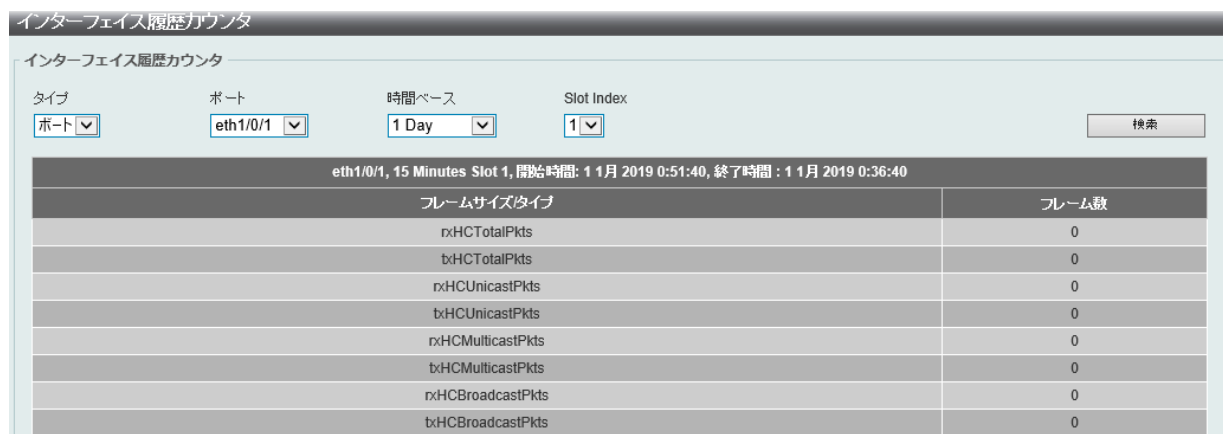 インターフェイス履歴カウンタ
インターフェイス履歴カウンタ
タイプ ポート 時間ベース Slot Index
ポート eth1/0/1 1 Day 1 検索
eth1/0/1, 15 Minutes Slot 1, 開始時間: 1 1月 2019 0:51:40, 終了時間 : 1 1月 2019 0:36:40
フレームサイズ/タイプ フレーム数
rxHCTotalPkts 0
txHCTotalPkts 0
rxHCUnicastPkts 0
txHCUnicastPkts 0
rxHCMulticastPkts 0
txHCMulticastPkts 0
rxHCBroadcastPkts 0
txHCBroadcastPkts 0